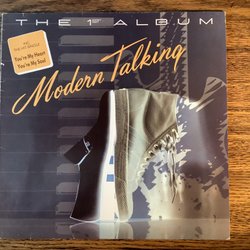 THE 1ST ALBUM
You're My Heart
You're My Soul
Modern Talking